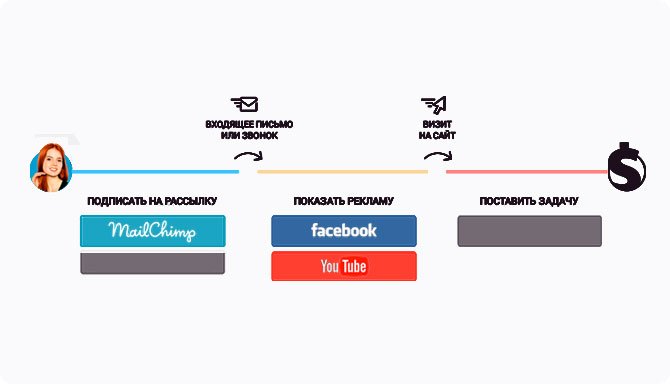 ВХОДЯЩЕЕ ПИСЬМО
ИЛИ ЗВОНОК
ВИЗИТ
НА САЙТ
ПОДПИСАТЬ НА РАССЫЛКУ
ПОКАЗАТЬ РЕКЛАМУ
ПОСТАВИТЬ ЗАДАЧУ
MailChimp
facebook
YouTube